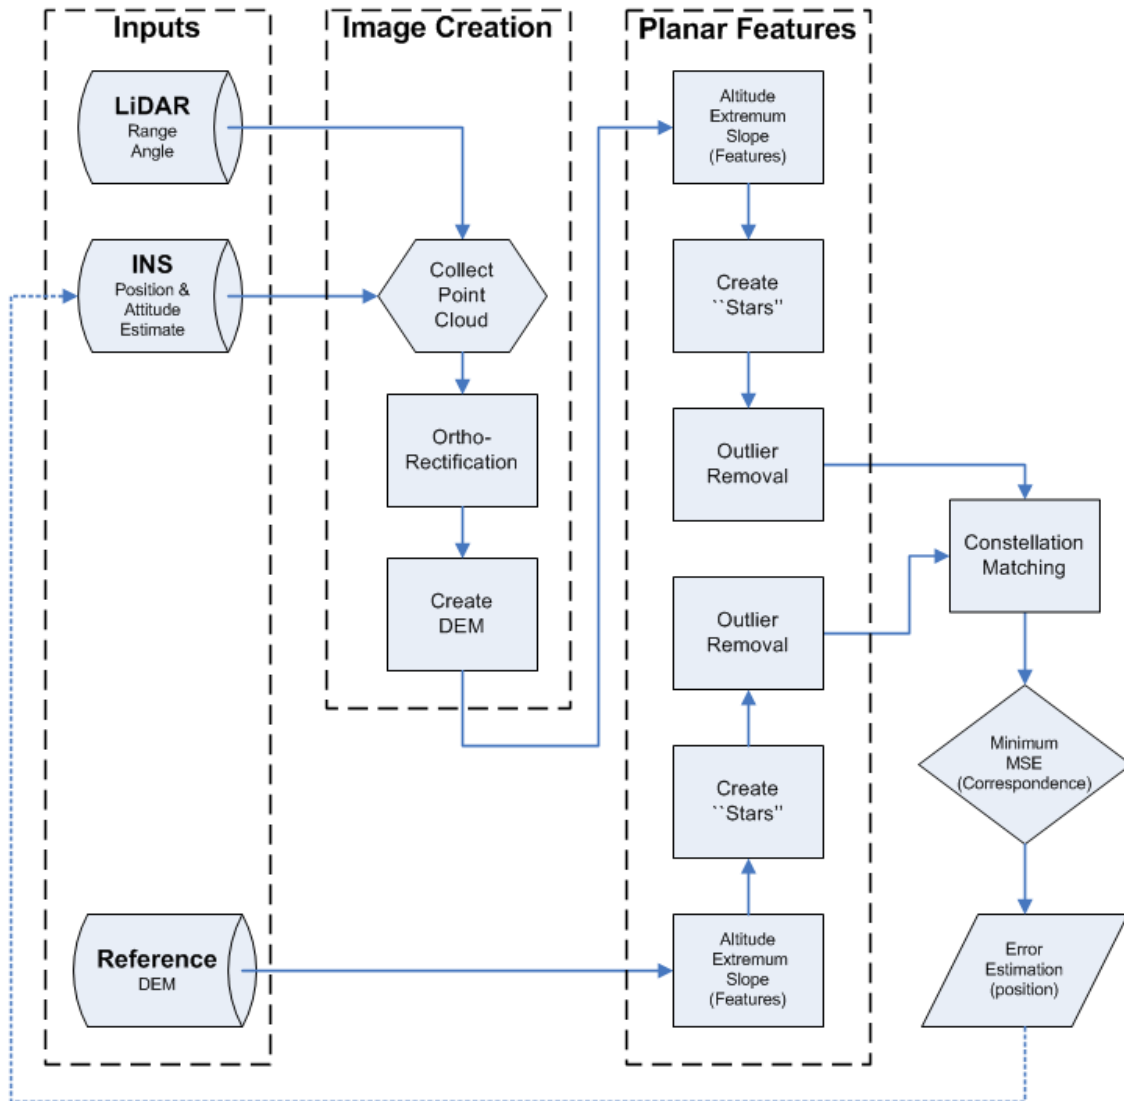 Inputs
LiDAR
Range
Angle
INS
Position &
Attitude
Estimate
Reference
DEM
Image Creation
Collect
Point
Cloud
Ortho-
Rectification
Create
DEM
Planar Features
Altitude
Extremum
Slope
(Features)
Create
``Stars''
Outlier
Removal
Outlier
Removal
Create
``Stars''
Altitude
Extremum
Slope
(Features)
Constellation
Matching
Minimum
MSE
(Correspondence)
Error
Estimation
(position)